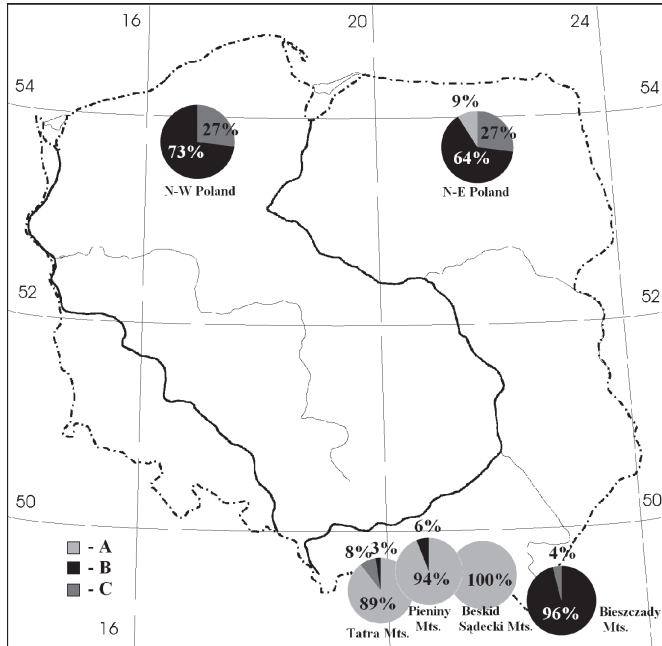 16 20 24
54 54
9%
27% 27%
73% 64%
N-W Poland N-E Poland
52 52
50 50
- A
- B
- C
6%
8% 3% 4%
94% 100%
89% 96%
Pieniny Mts.
Beskid Sądecki Mts.
Bieszczady Mts.
Tatra Mts.
16